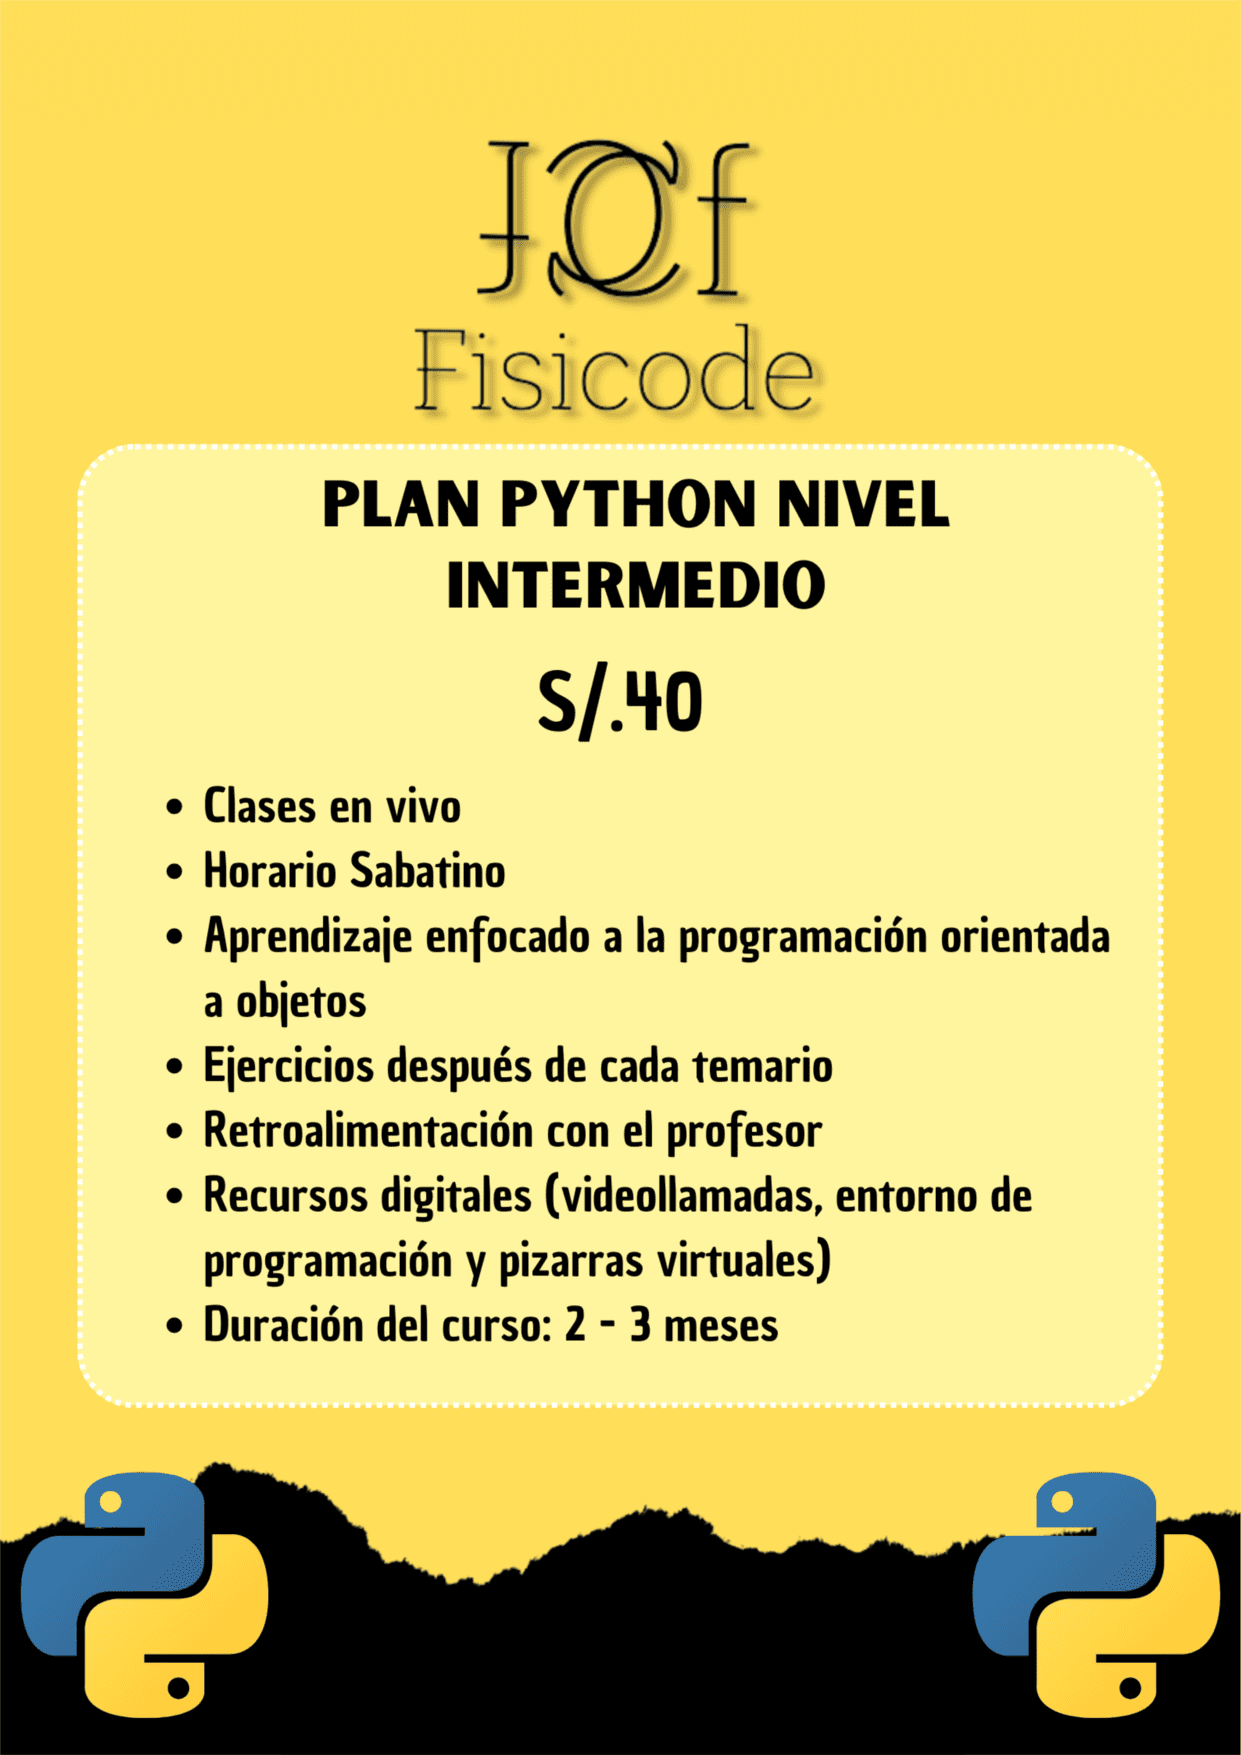 JCf
Fisicode
PLAN PYTHON NIVEL
INTERMEDIO
S/.40
• Clases en vivo
• Horario Sabatino
• Aprendizaje enfocado a la programación orientada
a objetos
• Ejercicios después de cada temario
• Retroalimentación con el profesor
• Recursos digitales (videollamadas, entorno de
programación y pizarras virtuales)
• Duración del curso: 2 - 3 meses